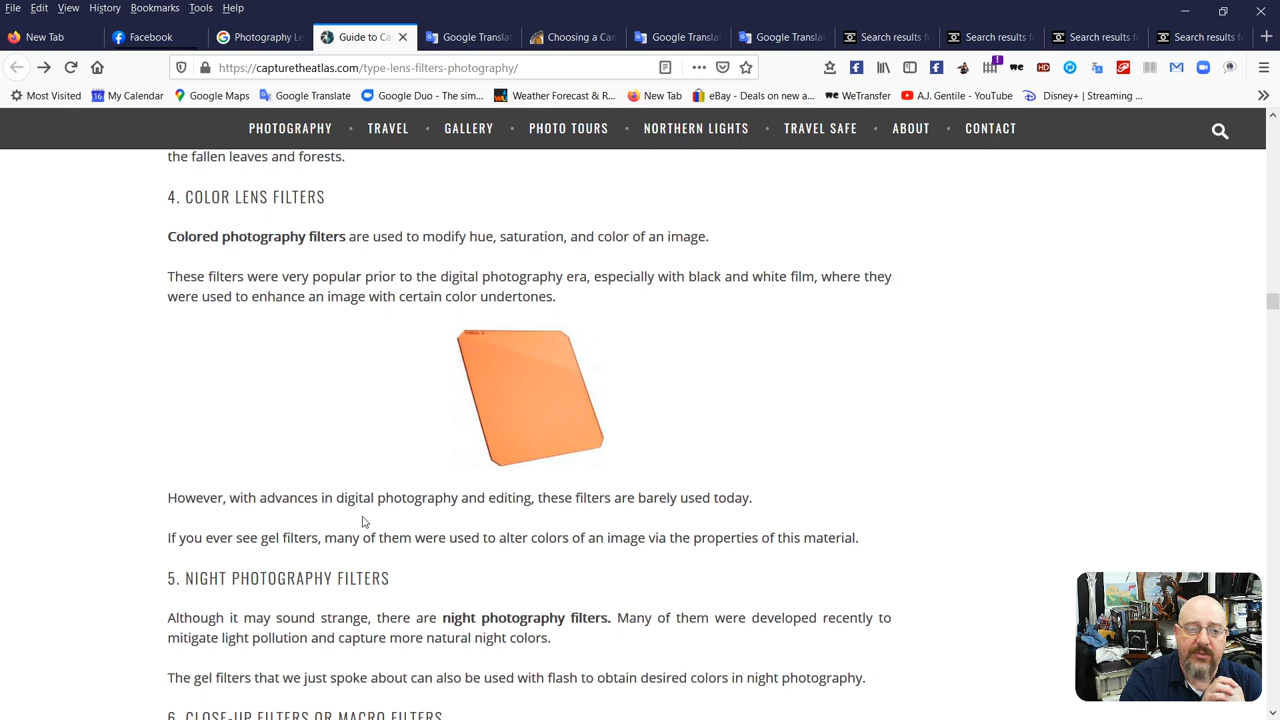 File Edit View History Bookmarks Tools Help
New Tab Facebook Photography Le Guide to Ca Google Translat Choosing a Can Google Translat Google Translat Search results f Search results f Search results f Search results f
https://capturetheatlas.com/type-lens-filters-photography/
Most Visited My Calendar Google Maps Google Translate Google Duo - The sim... Weather Forecast & R... New Tab eBay - Deals on new a... WeTransfer A.J. Gentile - YouTube Disney+ | Streaming ...
PHOTOGRAPHY • TRAVEL • GALLERY • PHOTO TOURS • NORTHERN LIGHTS • TRAVEL SAFE • ABOUT • CONTACT
the fallen leaves and forests.
4. COLOR LENS FILTERS
Colored photography filters are used to modify hue, saturation, and color of an image.
These filters were very popular prior to the digital photography era, especially with black and white film, where they
were used to enhance an image with certain color undertones.
However, with advances in digital photography and editing, these filters are barely used today.
If you ever see gel filters, many of them were used to alter colors of an image via the properties of this material.
5. NIGHT PHOTOGRAPHY FILTERS
Although it may sound strange, there are night photography filters. Many of them were developed recently to
mitigate light pollution and capture more natural night colors.
The gel filters that we just spoke about can also be used with flash to obtain desired colors in night photography.
6. CLOSE-UP FILTERS OR MACRO FILTERS